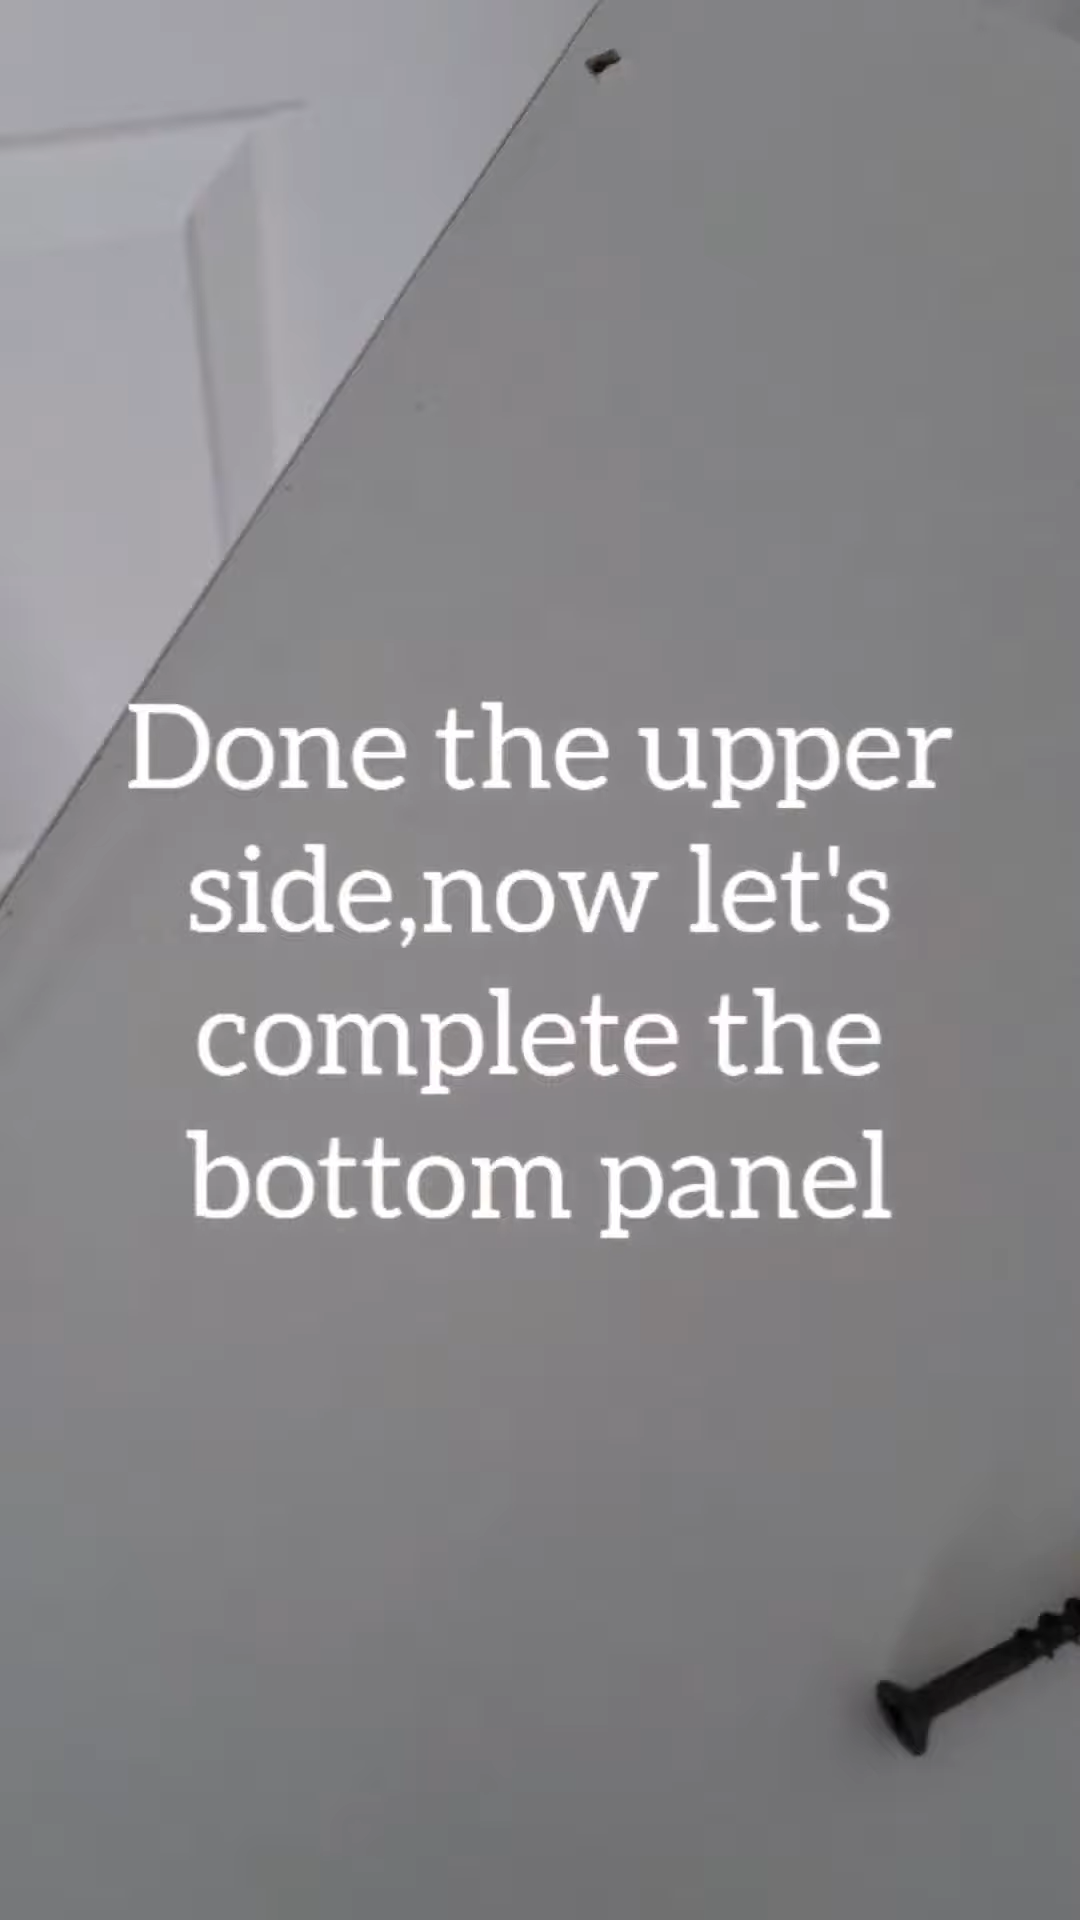 Done the upper
side,now let's
complete the
bottom panel